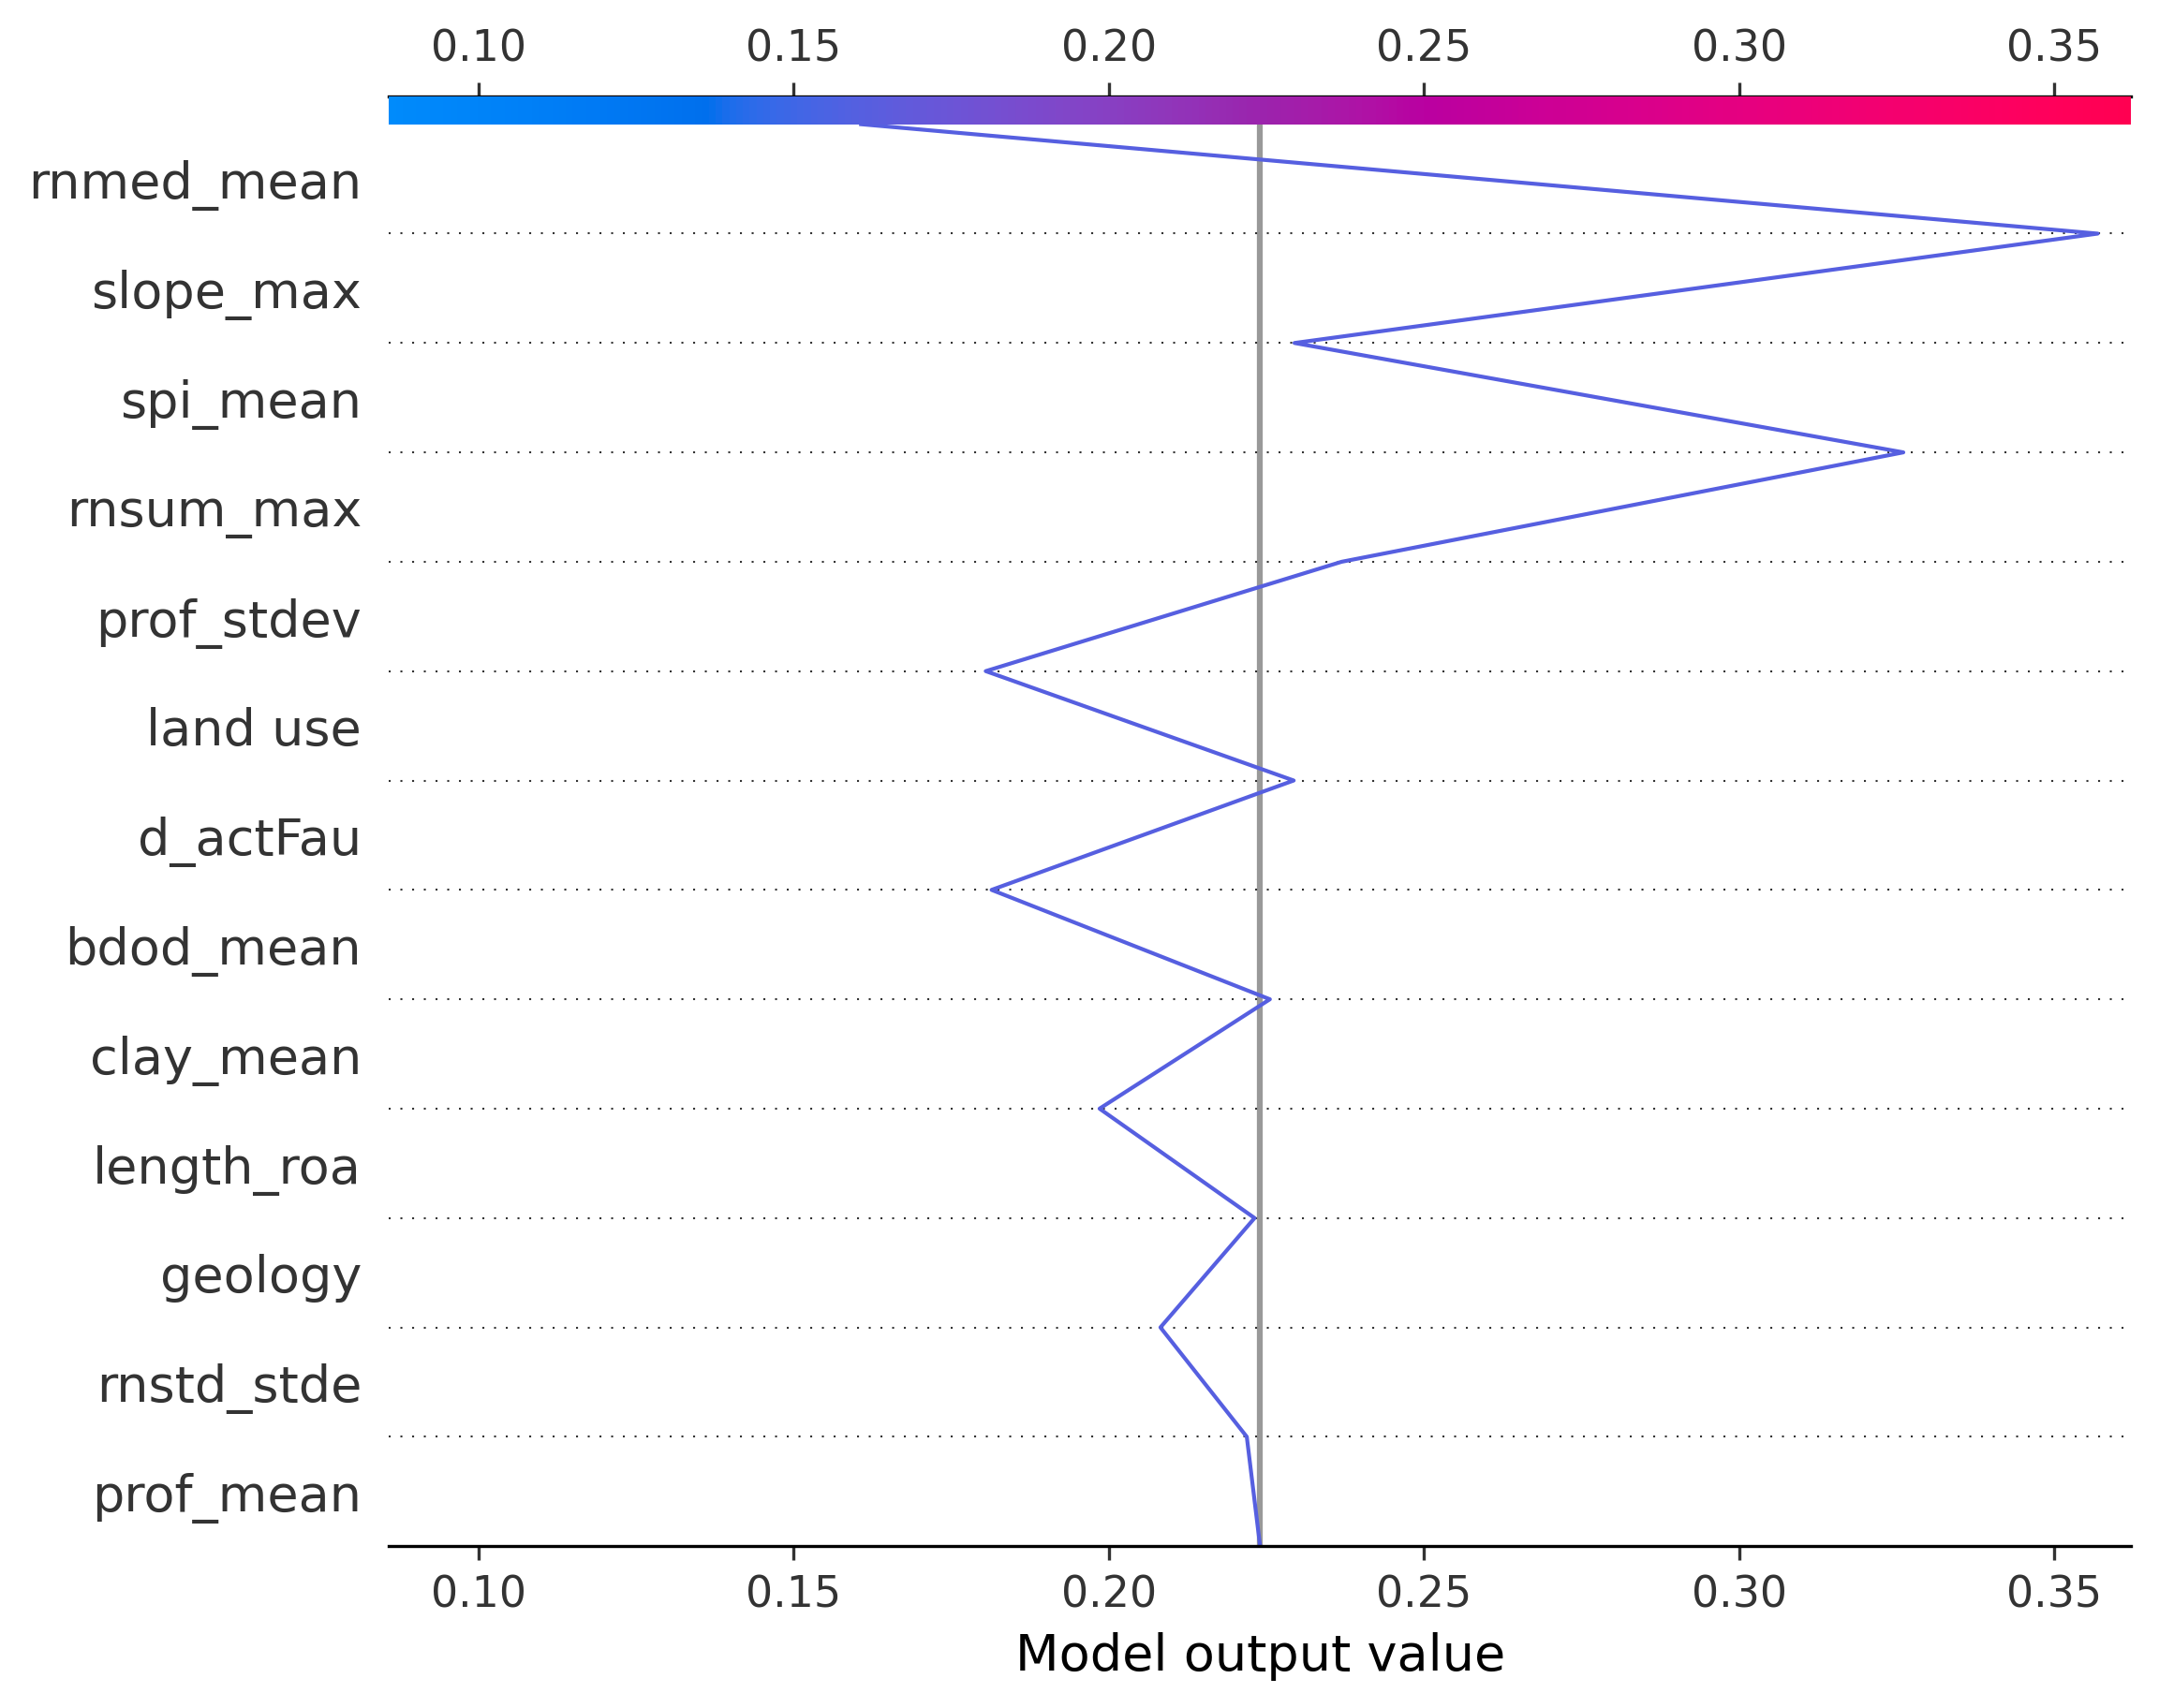 0.10 0.15 0.20 0.25 0.30 0.35
rnmed_mean
slope_max
spi_mean
rnsum_max
prof_stdev
land use
d_actFau
bdod_mean
clay_mean
length_roa
geology
rnstd_stde
prof_mean
0.10 0.15 0.20 0.25 0.30 0.35
Model output value